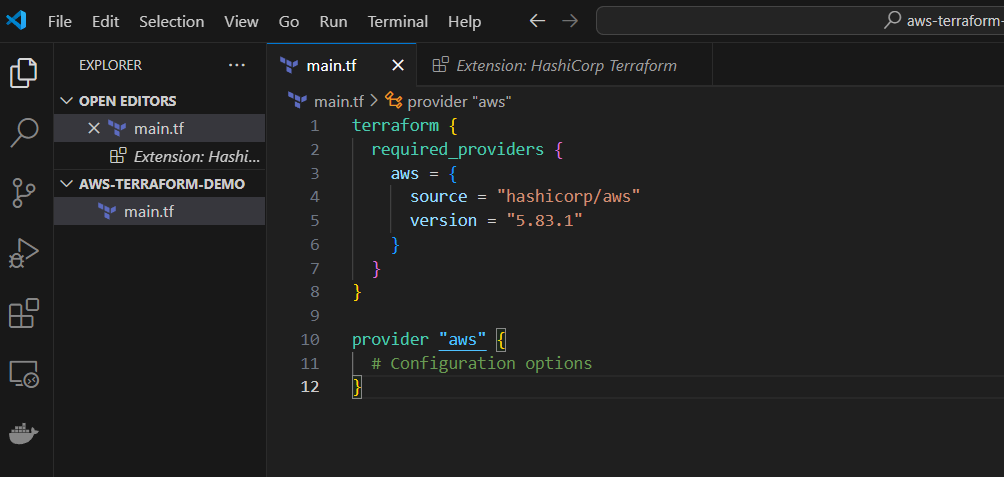 File Edit Selection View Go Run Terminal Help
aws-terraform-
EXPLORER
OPEN EDITORS
main.tf
Extension: Hashi...
AWS-TERRAFORM-DEMO
main.tf
main.tf Extension: HashiCorp Terraform
main.tf > provider "aws"
1 terraform {
2 required_providers {
3 aws = {
4 source = "hashicorp/aws"
5 version = "5.83.1"
6 }
7 }
8 }
9
10 provider "aws" {
11 # Configuration options
12 }